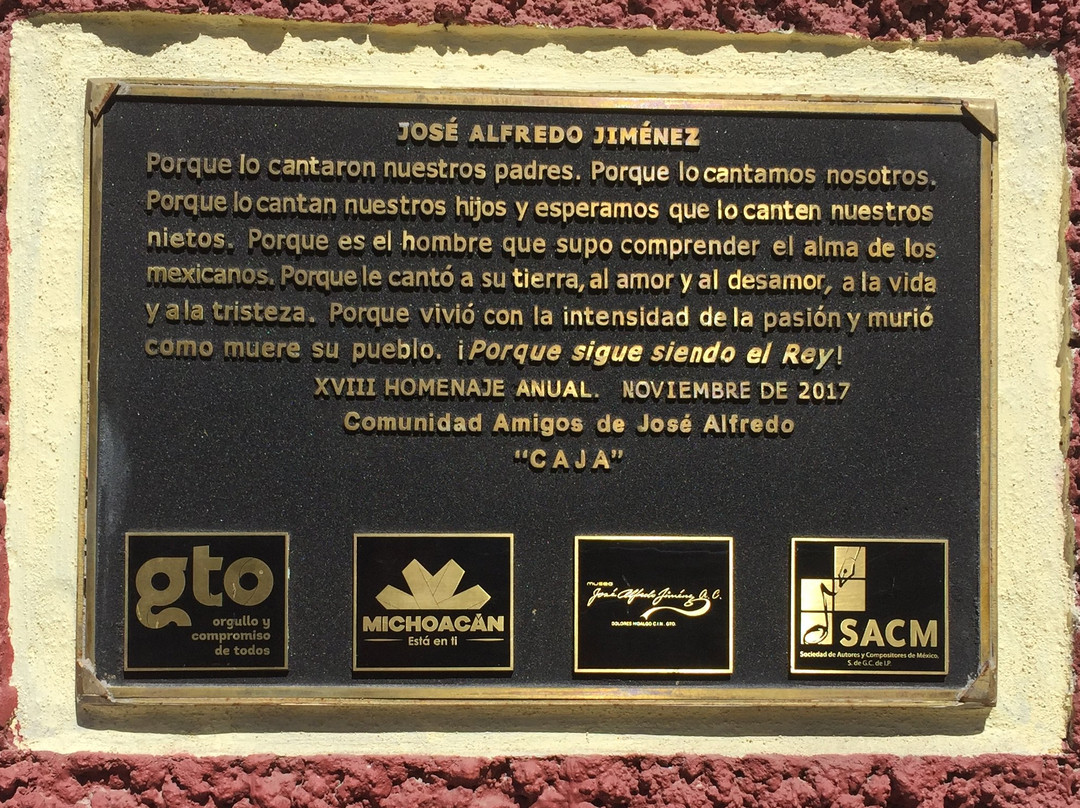 JOSÉ ALFREDO JIMÉNEZ
Porque lo cantaron nuestros padres. Porque lo cantamos nosotros.
Porque lo cantan nuestros hijos y esperamos que lo canten nuestros
nietos. Porque es el hombre que supo comprender el alma de los
mexicanos. Porque le cantó a su tierra, al amor y al desamor, a la vida
y a la tristeza. Porque vivió con la intensidad de la pasión y murió
como muere su pueblo. ¡Porque sigue siendo el Rey!
XVIII HOMENAJE ANUAL. NOVIEMBRE DE 2017
Comunidad Amigos de José Alfredo
“CAJA”
gto
orgullo y
compromiso
de todos
MICHOACÁN
Está en ti
museo
José Alfredo Jiménez A.C.
DOLORES HIDALGO C.I.N. GTO.
SACM
Sociedad de Autores y Compositores de México,
S. de G.C. de I.P.